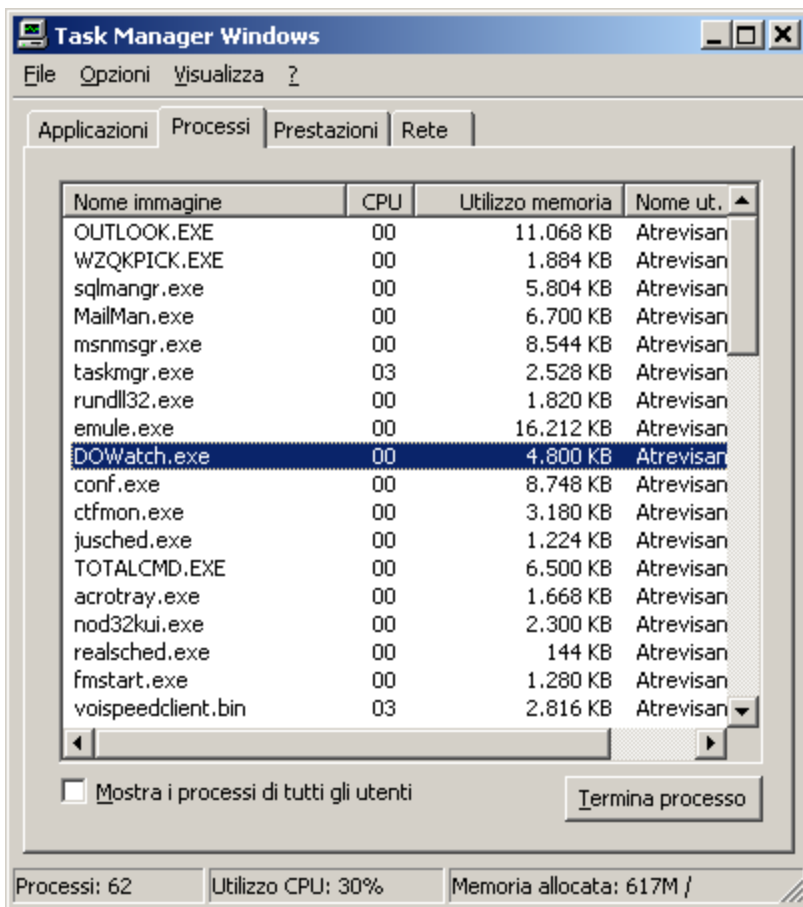 Task Manager Windows
File Opzioni Visualizza ?
Applicazioni Processi Prestazioni Rete
Nome immagine CPU Utilizzo memoria Nome ut.
OUTLOOK.EXE 00 11.068 KB Atrevisan
WZQKPICK.EXE 00 1.884 KB Atrevisan
sqlmangr.exe 00 5.804 KB Atrevisan
MailMan.exe 00 6.700 KB Atrevisan
msnmsgr.exe 00 8.544 KB Atrevisan
taskmgr.exe 03 2.528 KB Atrevisan
rundll32.exe 00 1.820 KB Atrevisan
emule.exe 00 16.212 KB Atrevisan
DOWatch.exe 00 4.800 KB Atrevisan
conf.exe 00 8.748 KB Atrevisan
ctfmon.exe 00 3.180 KB Atrevisan
jusched.exe 00 1.224 KB Atrevisan
TOTALCMD.EXE 00 6.500 KB Atrevisan
acrotray.exe 00 1.668 KB Atrevisan
nod32kui.exe 00 2.300 KB Atrevisan
realsched.exe 00 144 KB Atrevisan
fmstart.exe 00 1.280 KB Atrevisan
voispeedclient.bin 03 2.816 KB Atrevisan
Mostra i processi di tutti gli utenti Termina processo
Processi: 62 Utilizzo CPU: 30% Memoria allocata: 617M /